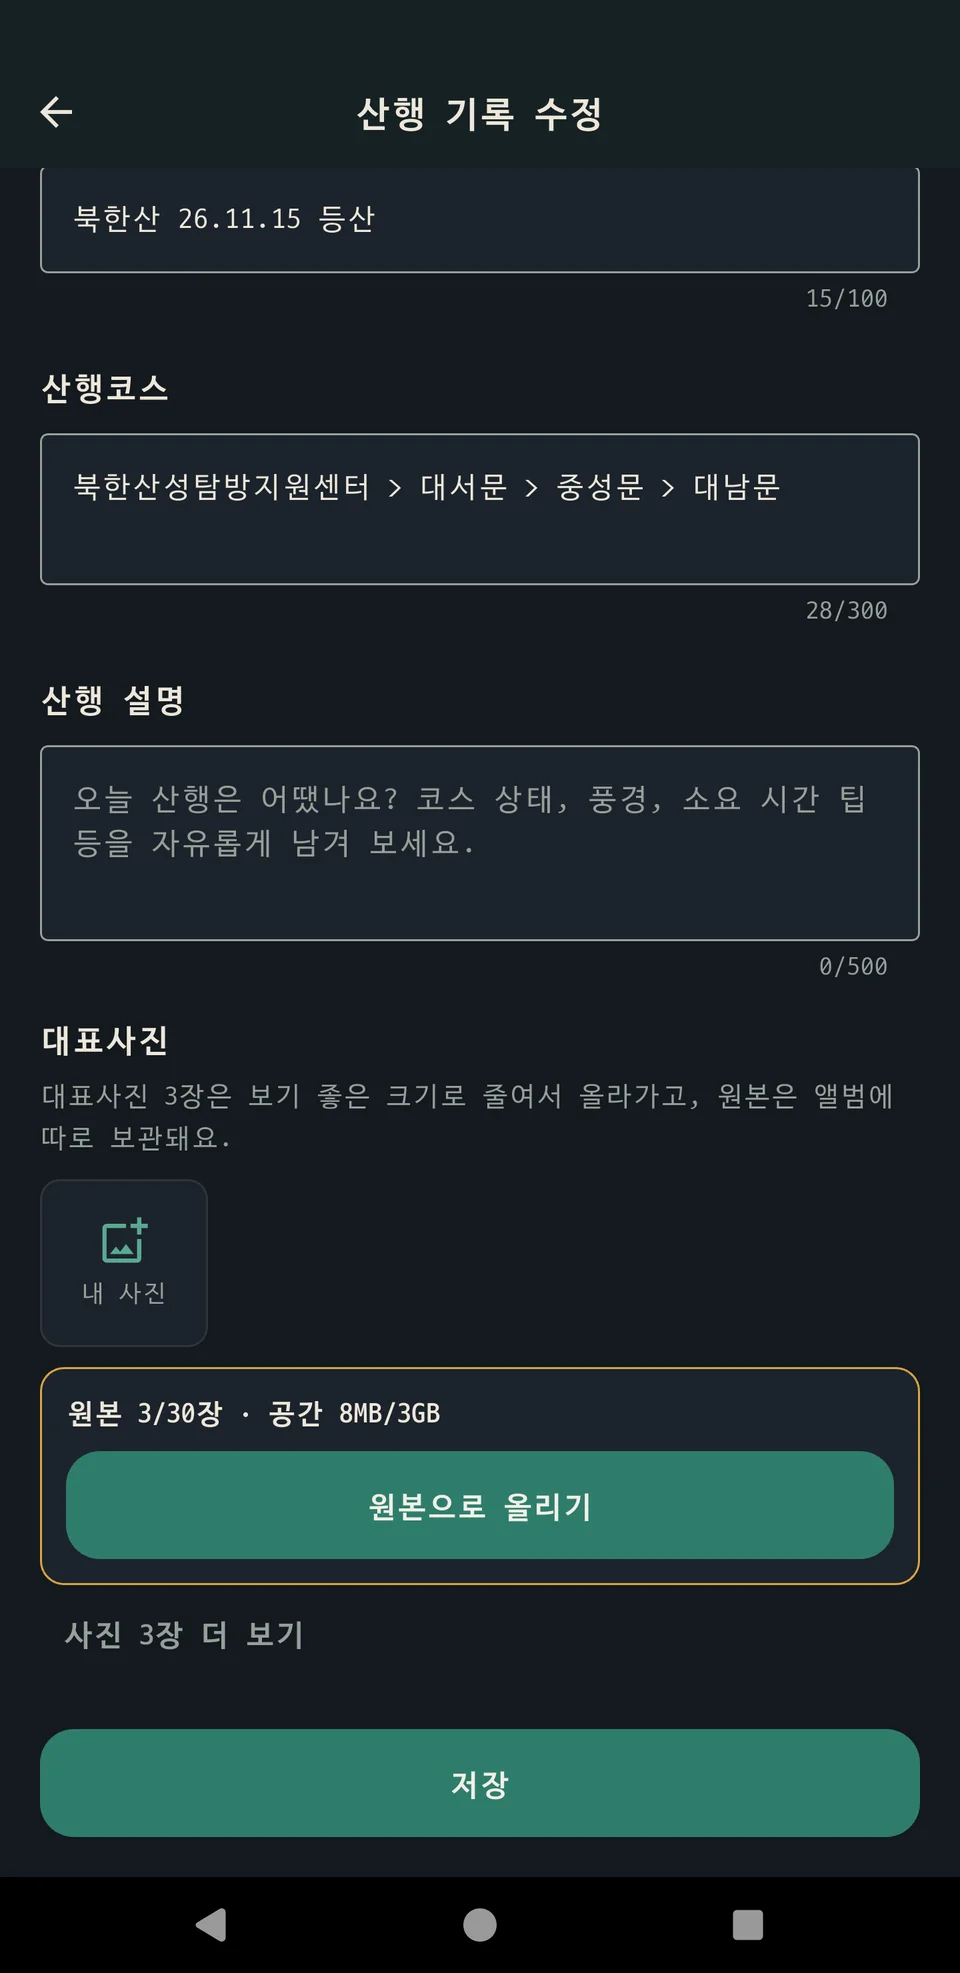 산행 기록 수정
북한산 26.11.15 등산
15/100
산행코스
북한산성탐방지원센터 > 대서문 > 중성문 > 대남문
28/300
산행 설명
오늘 산행은 어땠나요? 코스 상태, 풍경, 소요 시간 팁
등을 자유롭게 남겨 보세요.
0/500
대표사진
대표사진 3장은 보기 좋은 크기로 줄여서 올라가고, 원본은 앨범에
따로 보관돼요.
내 사진
원본 3/30장 · 공간 8MB/3GB
원본으로 올리기
사진 3장 더 보기
저장